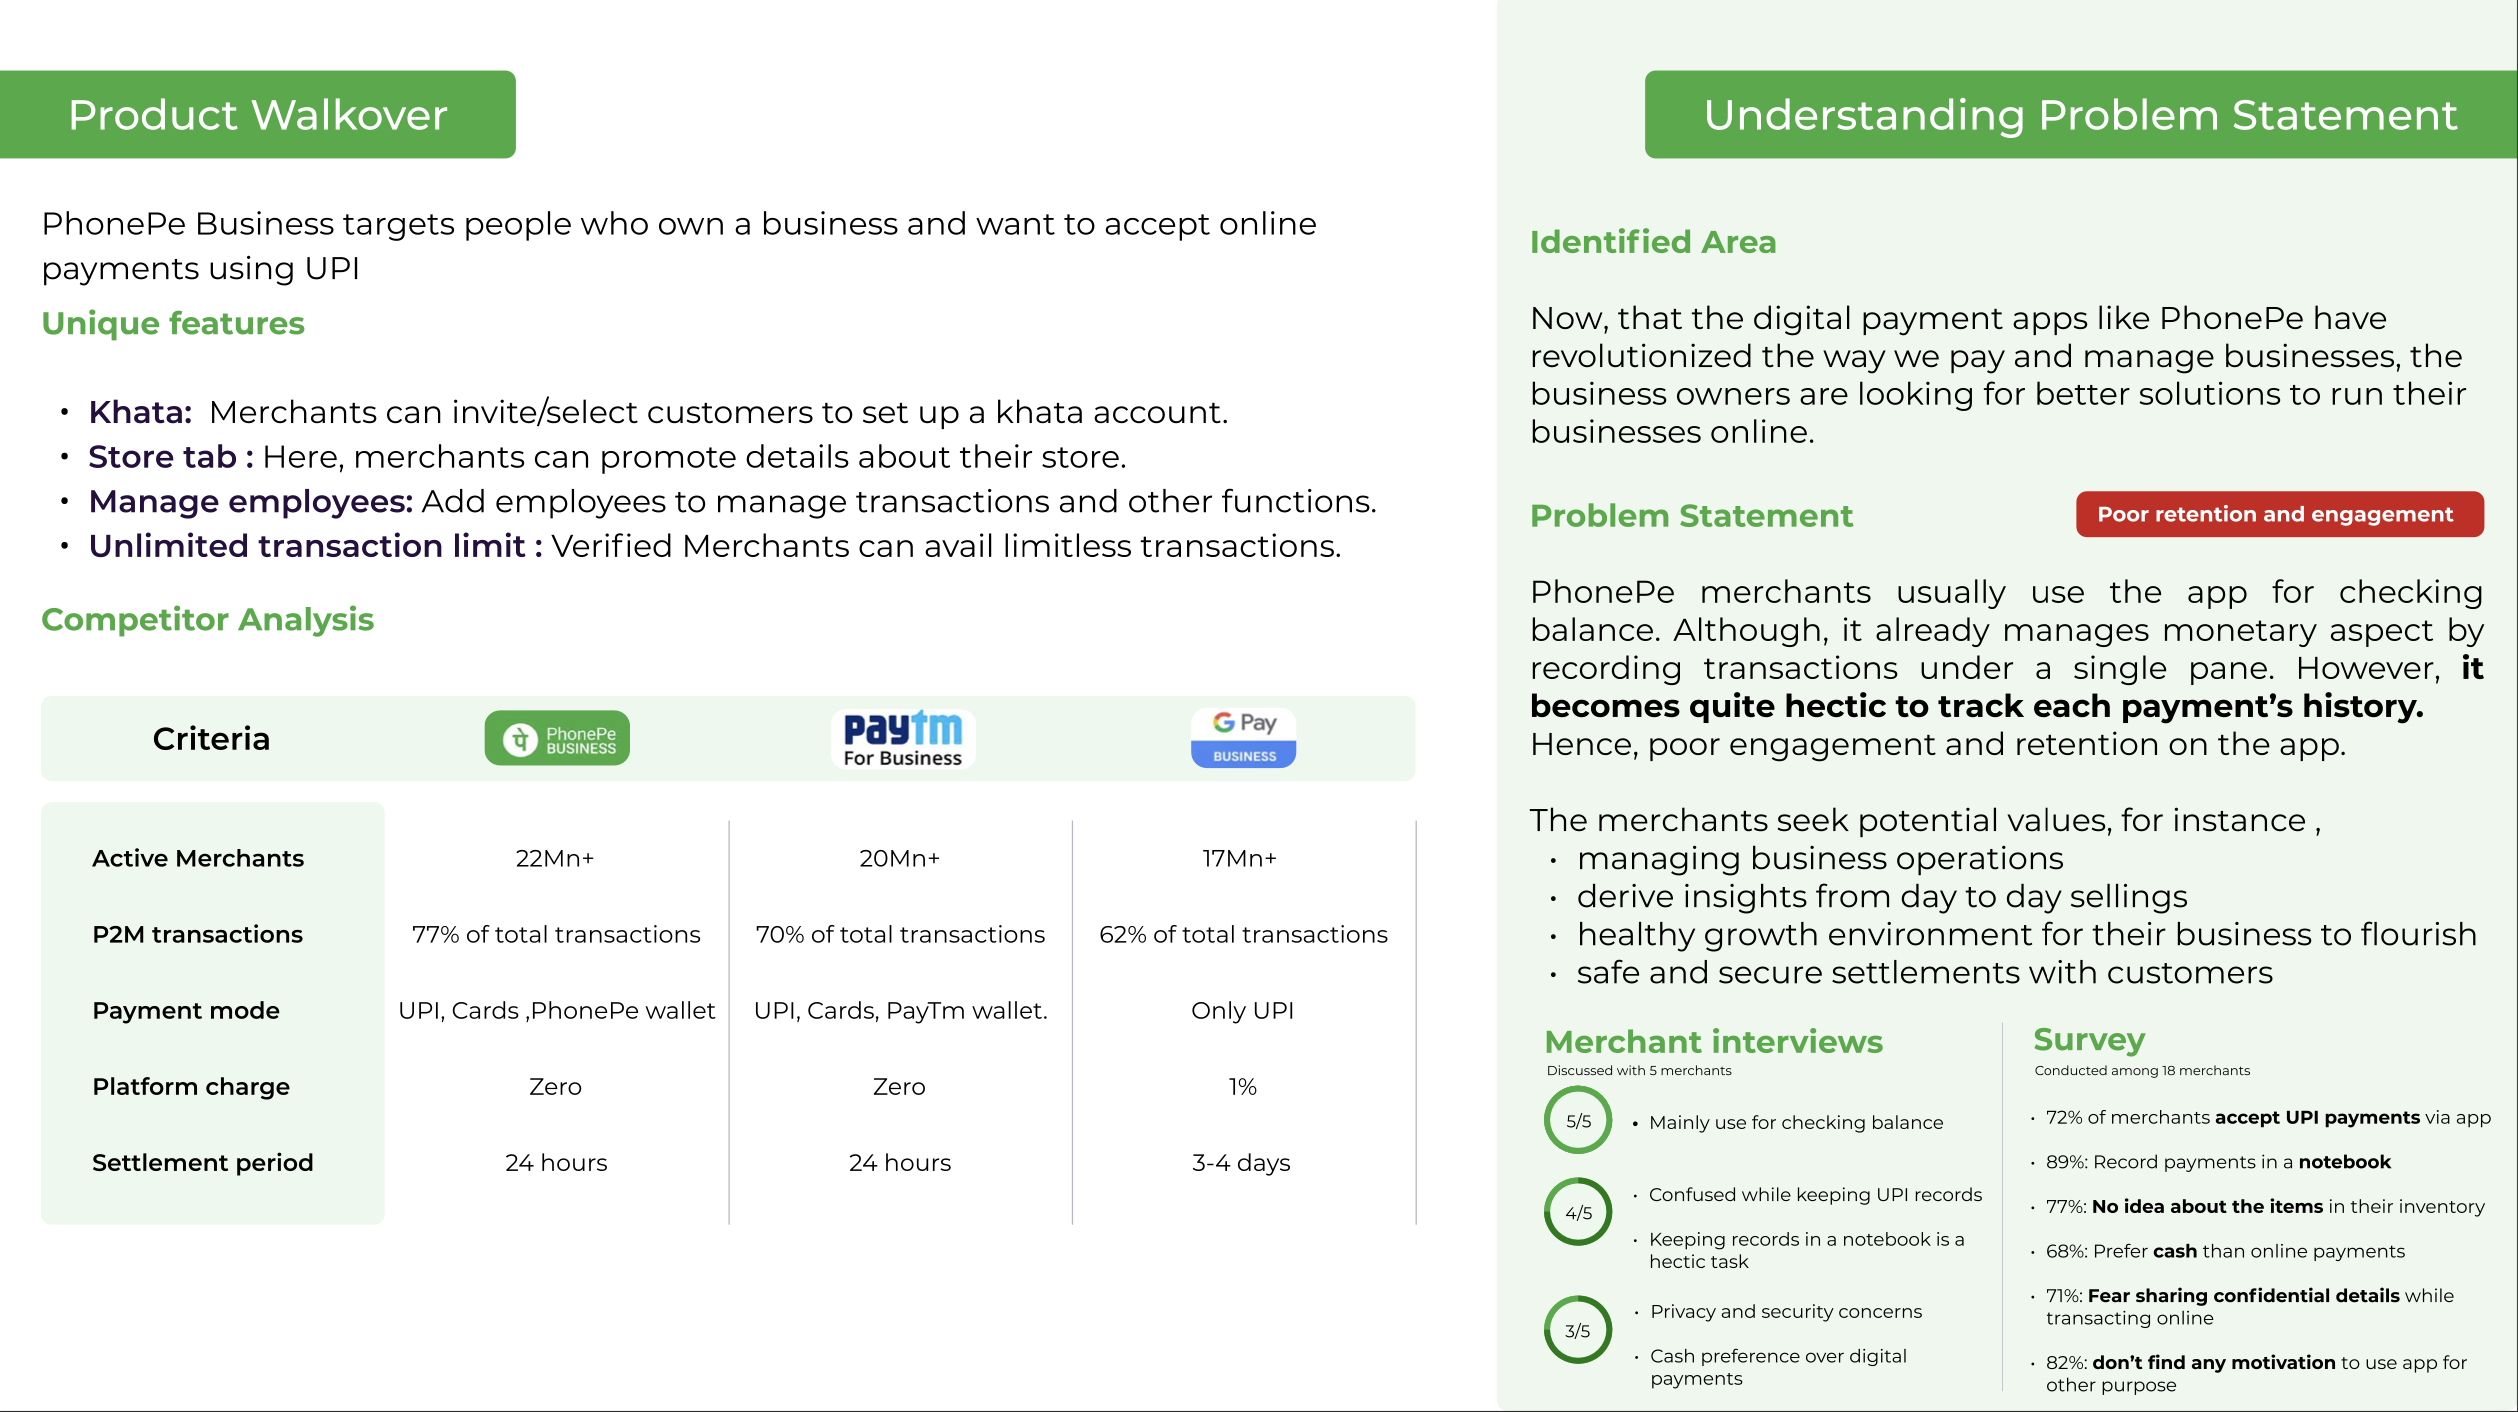 Product Walkover
PhonePe Business targets people who own a business and want to accept online
payments using UPI
Unique features
• Khata:  Merchants can invite/select customers to set up a khata account.
• Store tab : Here, merchants can promote details about their store.
• Manage employees: Add employees to manage transactions and other functions.
• Unlimited transaction limit : Verified Merchants can avail limitless transactions.
Competitor Analysis
Criteria
पे PhonePe
BUSINESS
paytm
For Business
G Pay
BUSINESS
Active Merchants 22Mn+ 20Mn+ 17Mn+
P2M transactions 77% of total transactions 70% of total transactions 62% of total transactions
Payment mode UPI, Cards ,PhonePe wallet UPI, Cards, PayTm wallet. Only UPI
Platform charge Zero Zero 1%
Settlement period 24 hours 24 hours 3-4 days
Understanding Problem Statement
Identified Area
Now, that the digital payment apps like PhonePe have
revolutionized the way we pay and manage businesses, the
business owners are looking for better solutions to run their
businesses online.
Problem Statement
Poor retention and engagement
PhonePe merchants usually use the app for checking
balance. Although, it already manages monetary aspect by
recording transactions under a single pane. However, it
becomes quite hectic to track each payment’s history.
Hence, poor engagement and retention on the app.
The merchants seek potential values, for instance ,
• managing business operations
• derive insights from day to day sellings
• healthy growth environment for their business to flourish
• safe and secure settlements with customers
Merchant interviews
Discussed with 5 merchants
5/5
• Mainly use for checking balance
4/5
• Confused while keeping UPI records
• Keeping records in a notebook is a
hectic task
3/5
• Privacy and security concerns
• Cash preference over digital
payments
Survey
Conducted among 18 merchants
• 72% of merchants accept UPI payments via app
• 89%: Record payments in a notebook
• 77%: No idea about the items in their inventory
• 68%: Prefer cash than online payments
• 71%: Fear sharing confidential details while
transacting online
• 82%: don’t find any motivation to use app for
other purpose